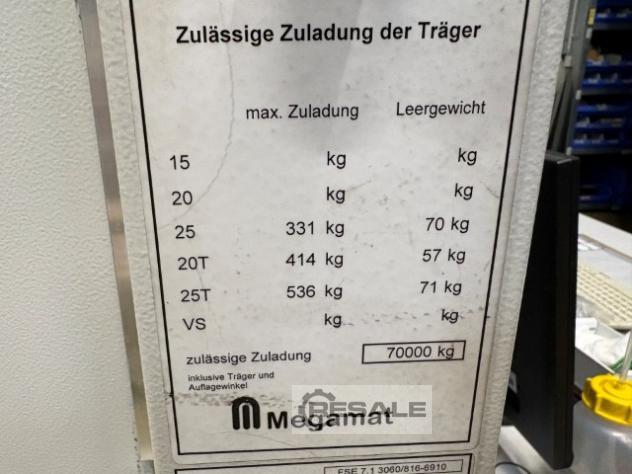 Zulässige Zuladung der Träger
max. Zuladung Leergewicht
15 kg kg
20 kg kg
25 331 kg 70 kg
20T 414 kg 57 kg
25T 536 kg 71 kg
VS kg kg
zulässige Zuladung 70000 kg
inklusive Träger und
Auflagewinkel
RESALE
Megamat
FSE 7.1 3060/816-6910